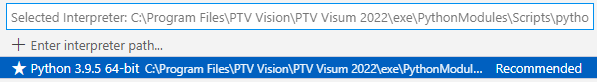 Selected Interpreter: C:\Program Files\PTV Vision\PTV Visum 2022\exe\PythonModules\Scripts\pytho
+ Enter interpreter path...
★ Python 3.9.5 64-bit C:\Program Files\PTV Vision\PTV Visum 2022\exe\PythonModul... Recommended